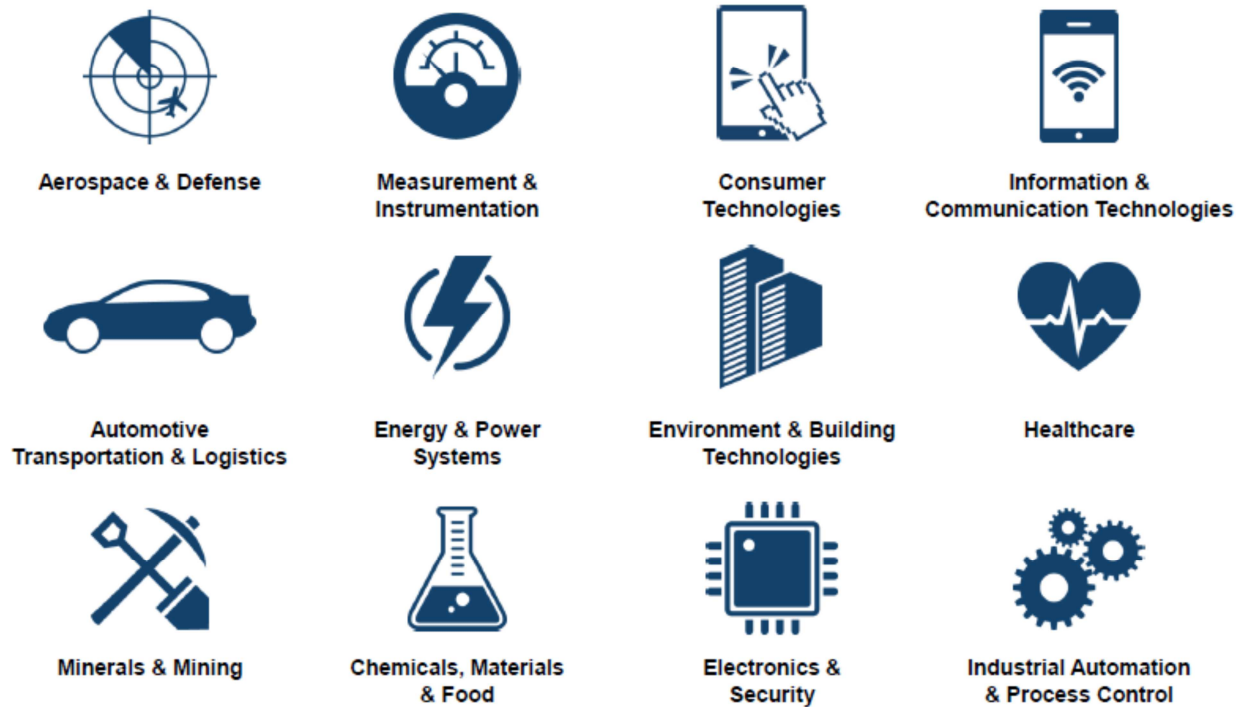 Aerospace & Defense
Measurement &
Instrumentation
Consumer
Technologies
Information &
Communication Technologies
Automotive
Transportation & Logistics
Energy & Power
Systems
Environment & Building
Technologies
Healthcare
Minerals & Mining
Chemicals, Materials
& Food
Electronics &
Security
Industrial Automation
& Process Control